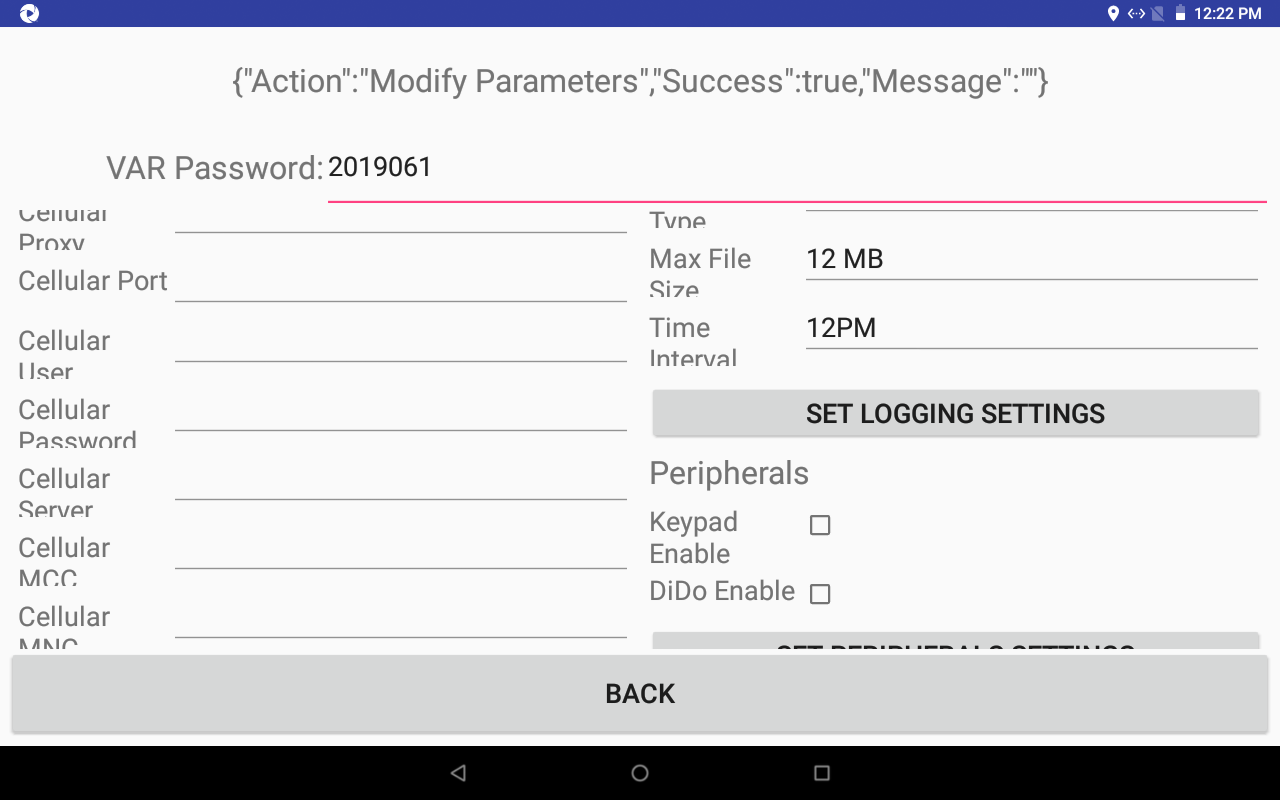 12:22 PM
{"Action":"Modify Parameters","Success":true,"Message":""}
VAR Password: 2019061
Cellular
Proxy
Cellular Port
Cellular
User
Cellular
Password
Cellular
Server
Cellular
MCC
Cellular
MNC
Type
Max File
Size
12 MB
Time
Interval
12PM
SET LOGGING SETTINGS
Peripherals
Keypad
Enable
DiDo Enable
SET PERIPHERALS SETTINGS
BACK